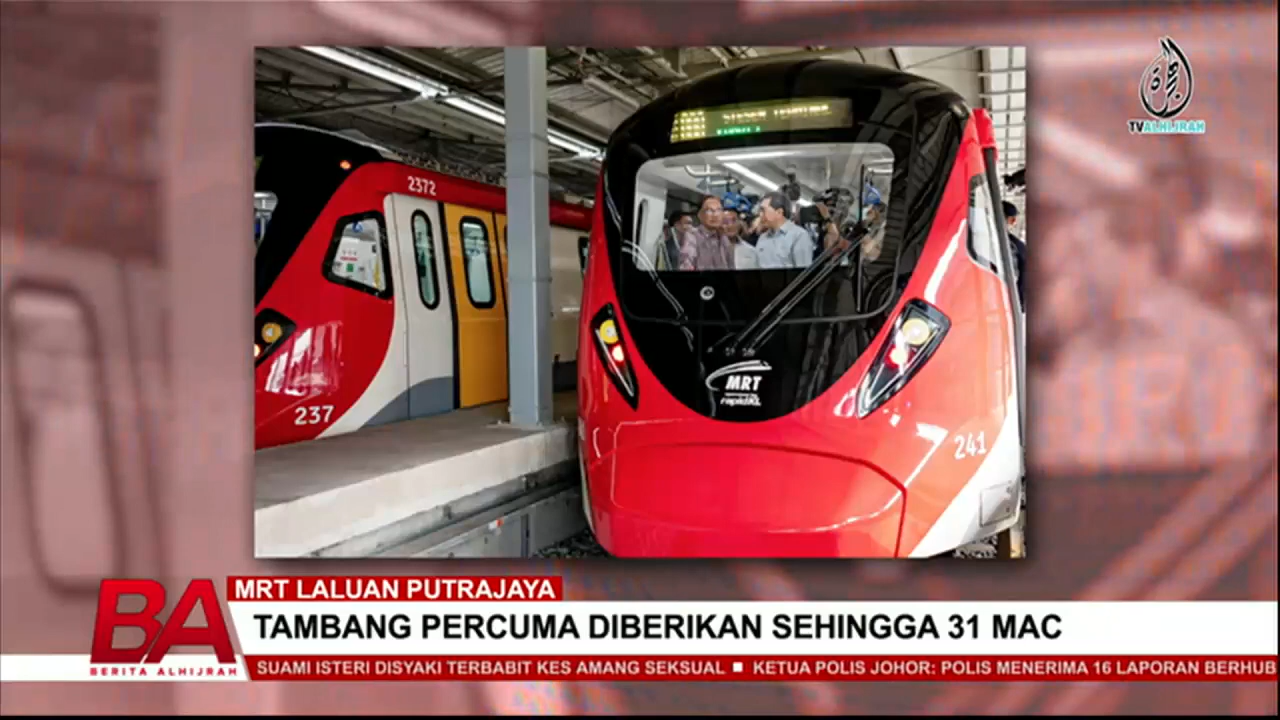 TVALHIJRAH
2372
237
MRT
rapidKL
241
BA
BERITA ALHIJRAH
MRT LALUAN PUTRAJAYA
TAMBANG PERCUMA DIBERIKAN SEHINGGA 31 MAC
SUAMI ISTERI DISYAKI TERBABIT KES AMANG SEKSUAL ■ KETUA POLIS JOHOR: POLIS MENERIMA 16 LAPORAN BERHUB